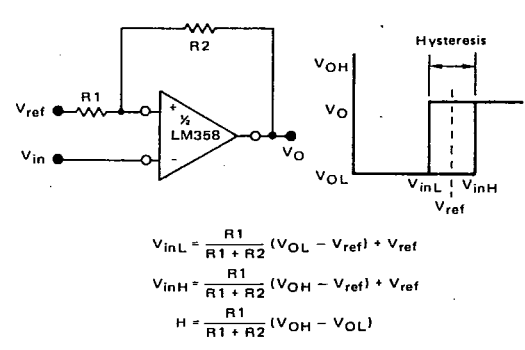 R2
Hysteresis
VOH
R1
Vref
+
½
LM358
VO
VO
Vin
-
VOL
VinL
VinH
Vref
VinL = R1 / R1 + R2 (VOL - Vref) + Vref
VinH = R1 / R1 + R2 (VOH - Vref) + Vref
H = R1 / R1 + R2 (VOH - VOL)